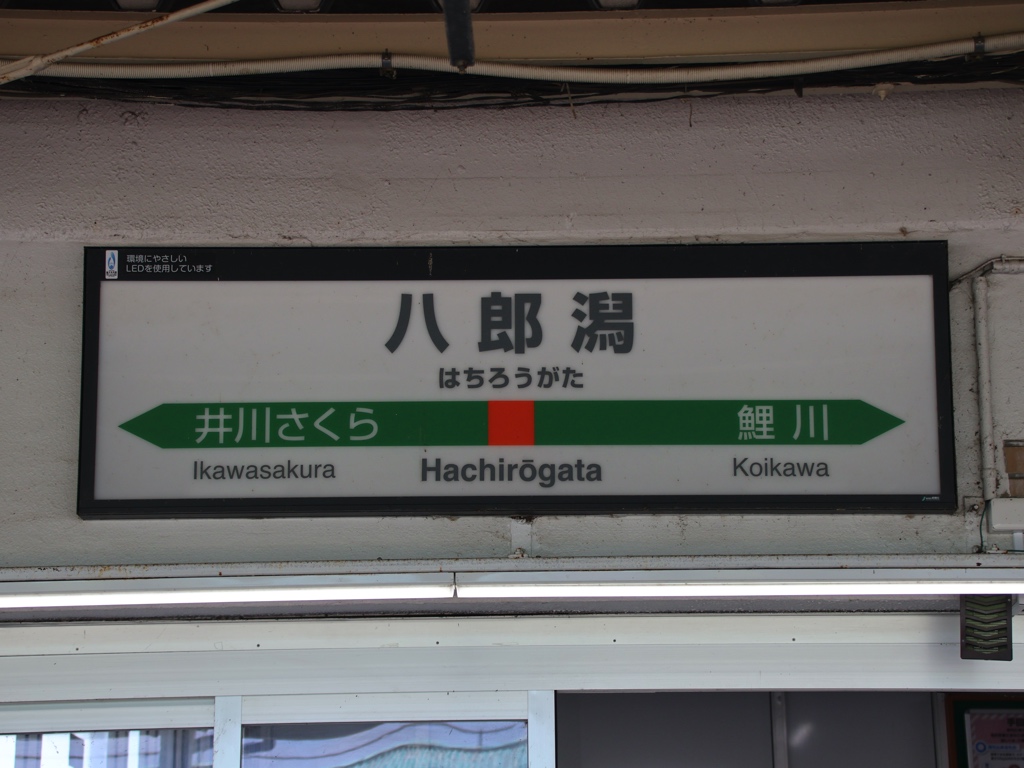 環境にやさしい
LEDを使用しています
八郎潟
はちろうがた
井川さくら 鯉川
Ikawasakura Hachirōgata Koikawa